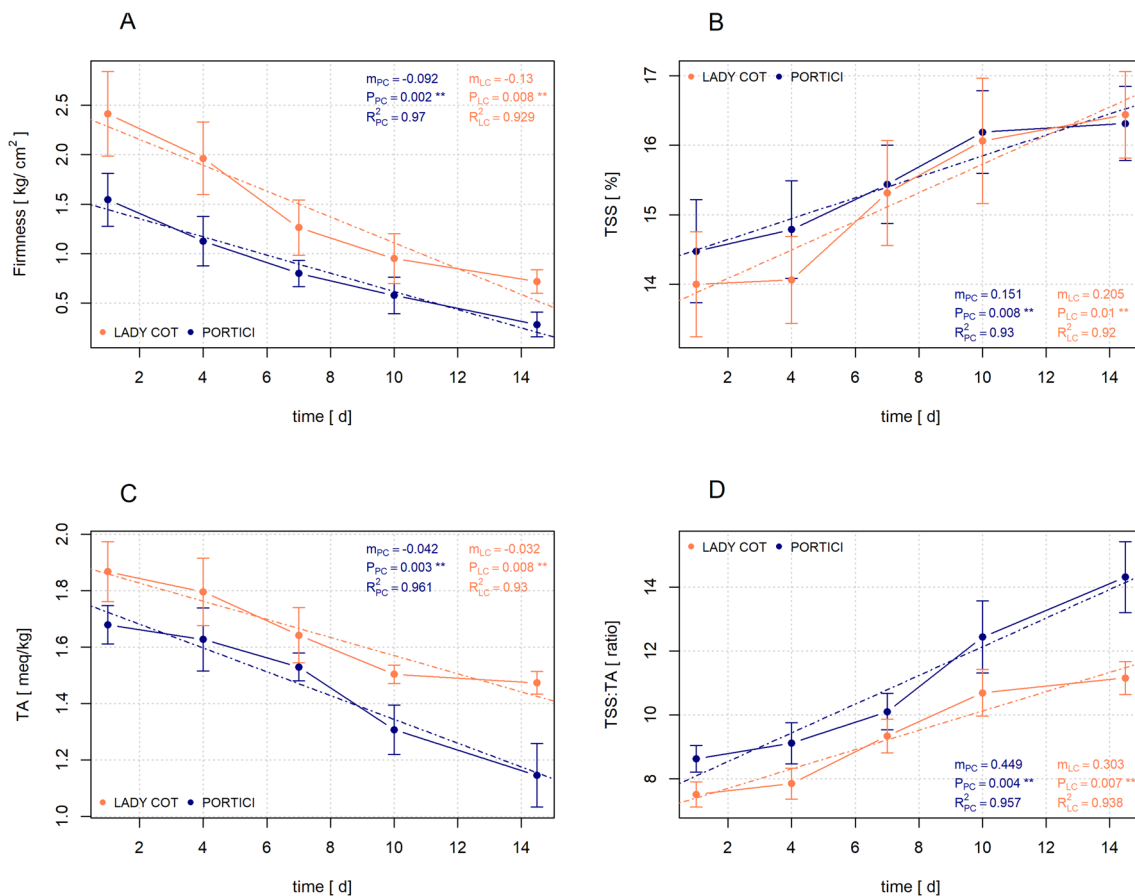 A
Firmness [ kg/ cm²]
2.5
2.0
1.5
1.0
0.5
m_PC = -0.092 m_LC = -0.13
P_PC = 0.002 ** P_LC = 0.008 **
R²_PC = 0.97 R²_LC = 0.929
LADY COT PORTICI
2 4 6 8 10 12 14
time [ d]
B
TSS [ %]
17
16
15
14
LADY COT PORTICI
m_PC = 0.151 m_LC = 0.205
P_PC = 0.008 ** P_LC = 0.01 **
R²_PC = 0.93 R²_LC = 0.92
2 4 6 8 10 12 14
time [ d]
C
TA [ meq/kg]
2.0
1.8
1.6
1.4
1.2
1.0
m_PC = -0.042 m_LC = -0.032
P_PC = 0.003 ** P_LC = 0.008 **
R²_PC = 0.961 R²_LC = 0.93
LADY COT PORTICI
2 4 6 8 10 12 14
time [ d]
D
TSS:TA [ ratio]
14
12
10
8
LADY COT PORTICI
m_PC = 0.449 m_LC = 0.303
P_PC = 0.004 ** P_LC = 0.007 **
R²_PC = 0.957 R²_LC = 0.938
2 4 6 8 10 12 14
time [ d]